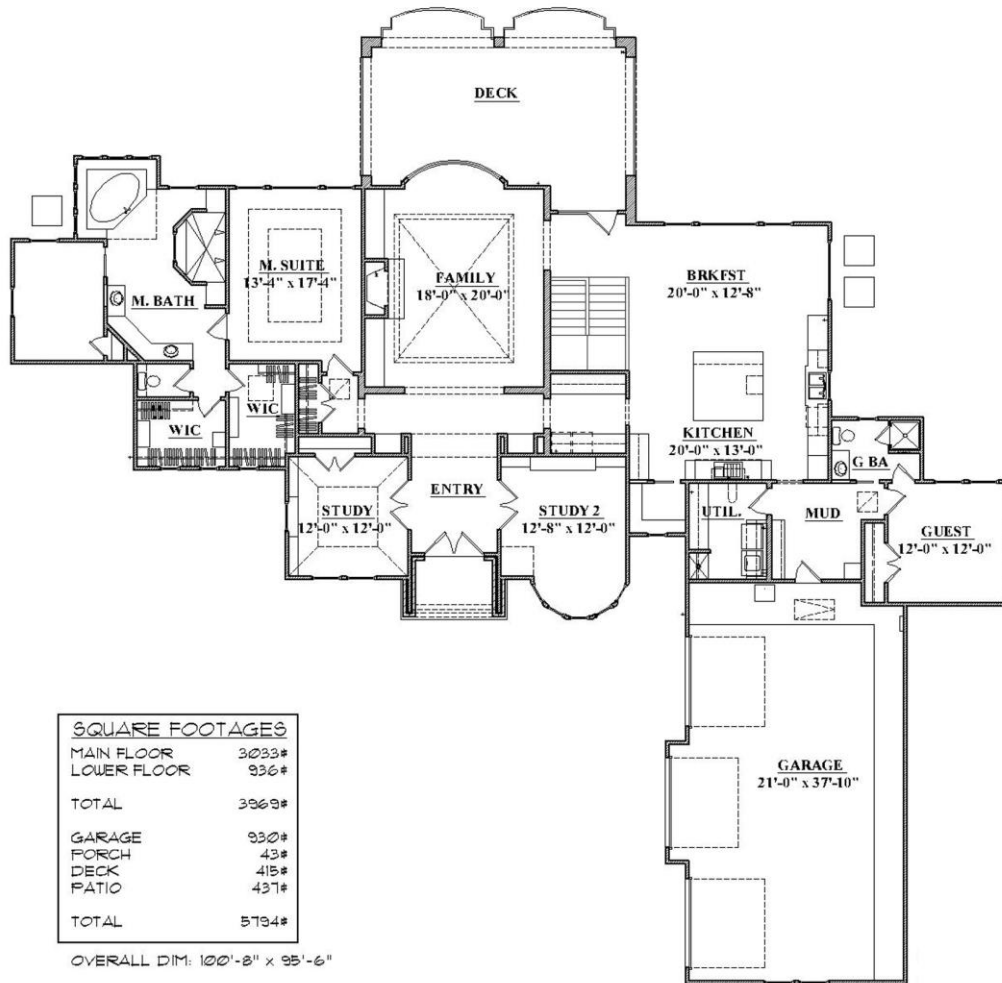 DECK
M. SUITE
13'-4" x 17'-4"
FAMILY
18'-0" x 20'-0"
BRKFST
20'-0" x 12'-8"
M. BATH
WIC
WIC
KITCHEN
20'-0" x 13'-0"
G BA
STUDY
12'-0" x 12'-0"
ENTRY
STUDY 2
12'-8" x 12'-0"
UTIL.
MUD
GUEST
12'-0" x 12'-0"
GARAGE
21'-0" x 37'-10"
SQUARE FOOTAGES
MAIN FLOOR 3033#
LOWER FLOOR 936#
TOTAL 3969#
GARAGE 930#
PORCH 43#
DECK 415#
PATIO 437#
TOTAL 5794#
OVERALL DIM: 100'-8" x 95'-6"